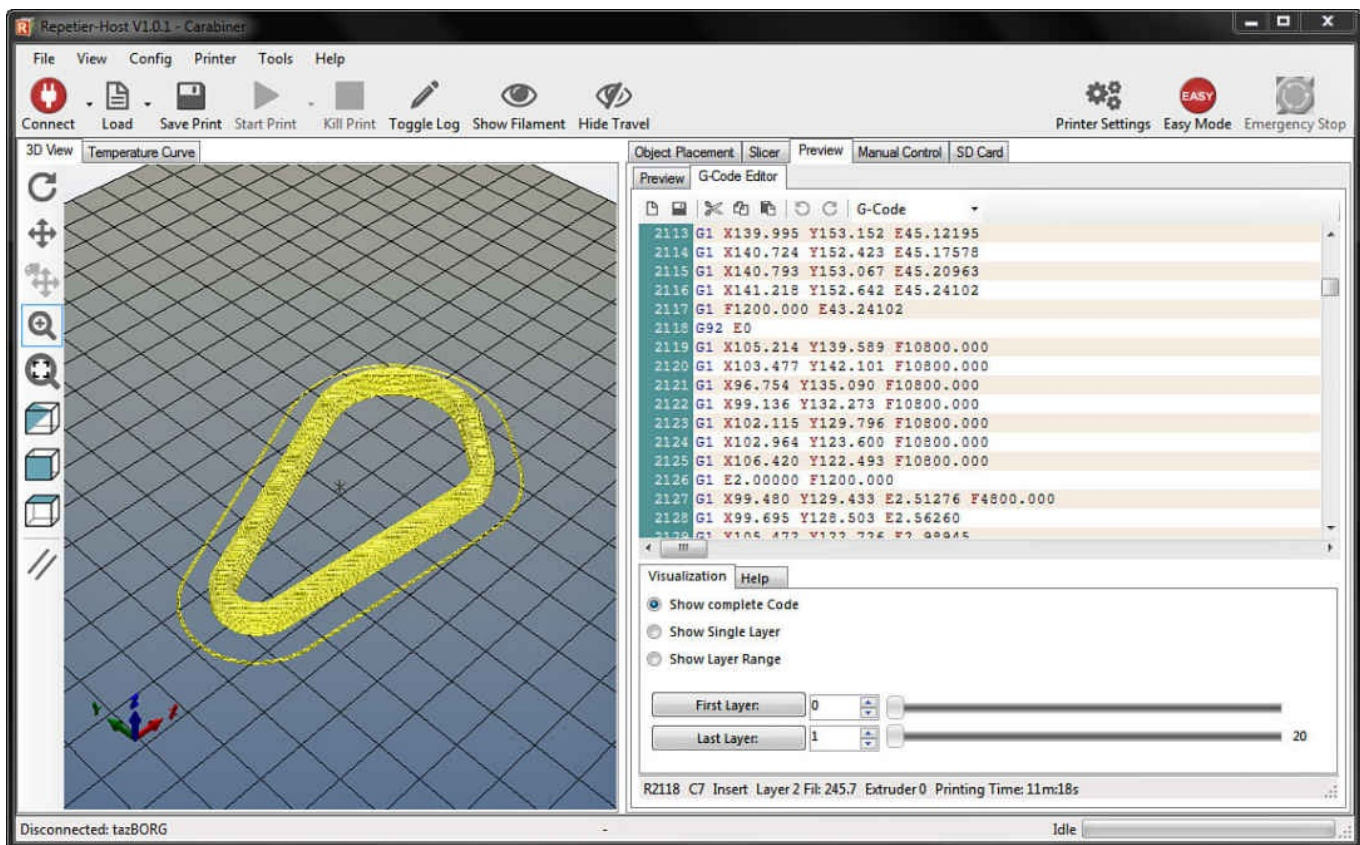 Repetier-Host V1.0.1 - Carabiner
File View Config Printer Tools Help
Connect Load Save Print Start Print Kill Print Toggle Log Show Filament Hide Travel Printer Settings EASY Easy Mode Emergency Stop
3D View Temperature Curve
Object Placement Slicer Preview Manual Control SD Card
Preview G-Code Editor
G-Code
2113 G1 X139.995 Y153.152 E45.12195
2114 G1 X140.724 Y152.423 E45.17578
2115 G1 X140.793 Y153.067 E45.20963
2116 G1 X141.218 Y152.642 E45.24102
2117 G1 F1200.000 E43.24102
2118 G92 E0
2119 G1 X105.214 Y139.589 F10800.000
2120 G1 X103.477 Y142.101 F10800.000
2121 G1 X96.754 Y135.090 F10800.000
2122 G1 X99.136 Y132.273 F10800.000
2123 G1 X102.115 Y129.796 F10800.000
2124 G1 X102.964 Y123.600 F10800.000
2125 G1 X106.420 Y122.493 F10800.000
2126 G1 E2.00000 F1200.000
2127 G1 X99.480 Y129.433 E2.51276 F4800.000
2128 G1 X99.695 Y128.503 E2.56260
Visualization Help
Show complete Code
Show Single Layer
Show Layer Range
First Layer: 0
Last Layer: 1 20
R2118 C7 Insert Layer 2 Fil: 245.7 Extruder 0 Printing Time: 11m:18s
Disconnected: tazBORG - Idle